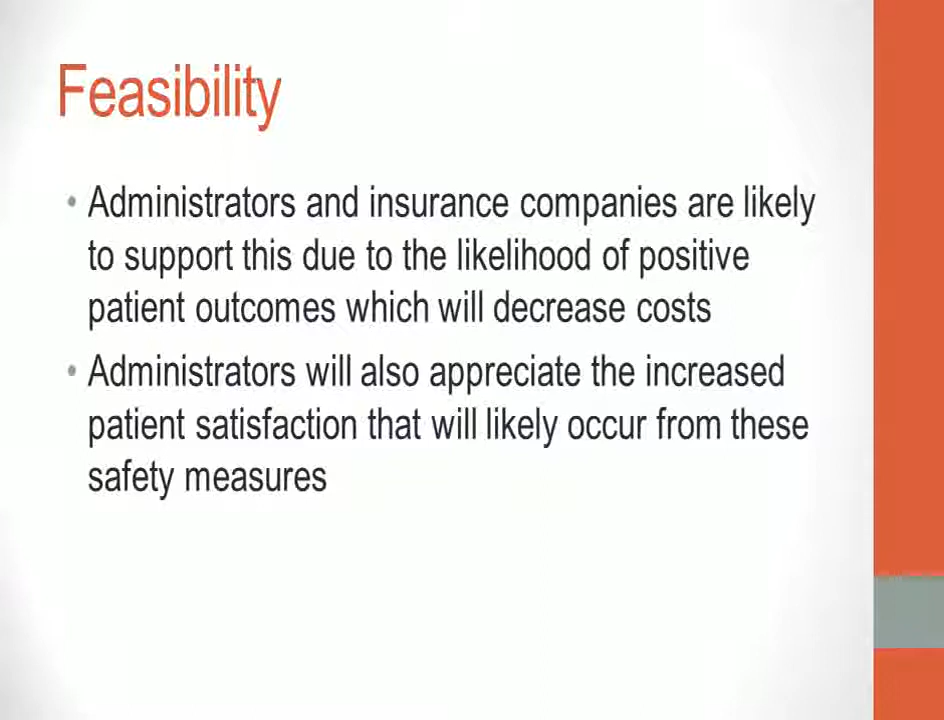 Feasibility
• Administrators and insurance companies are likely
to support this due to the likelihood of positive
patient outcomes which will decrease costs
• Administrators will also appreciate the increased
patient satisfaction that will likely occur from these
safety measures